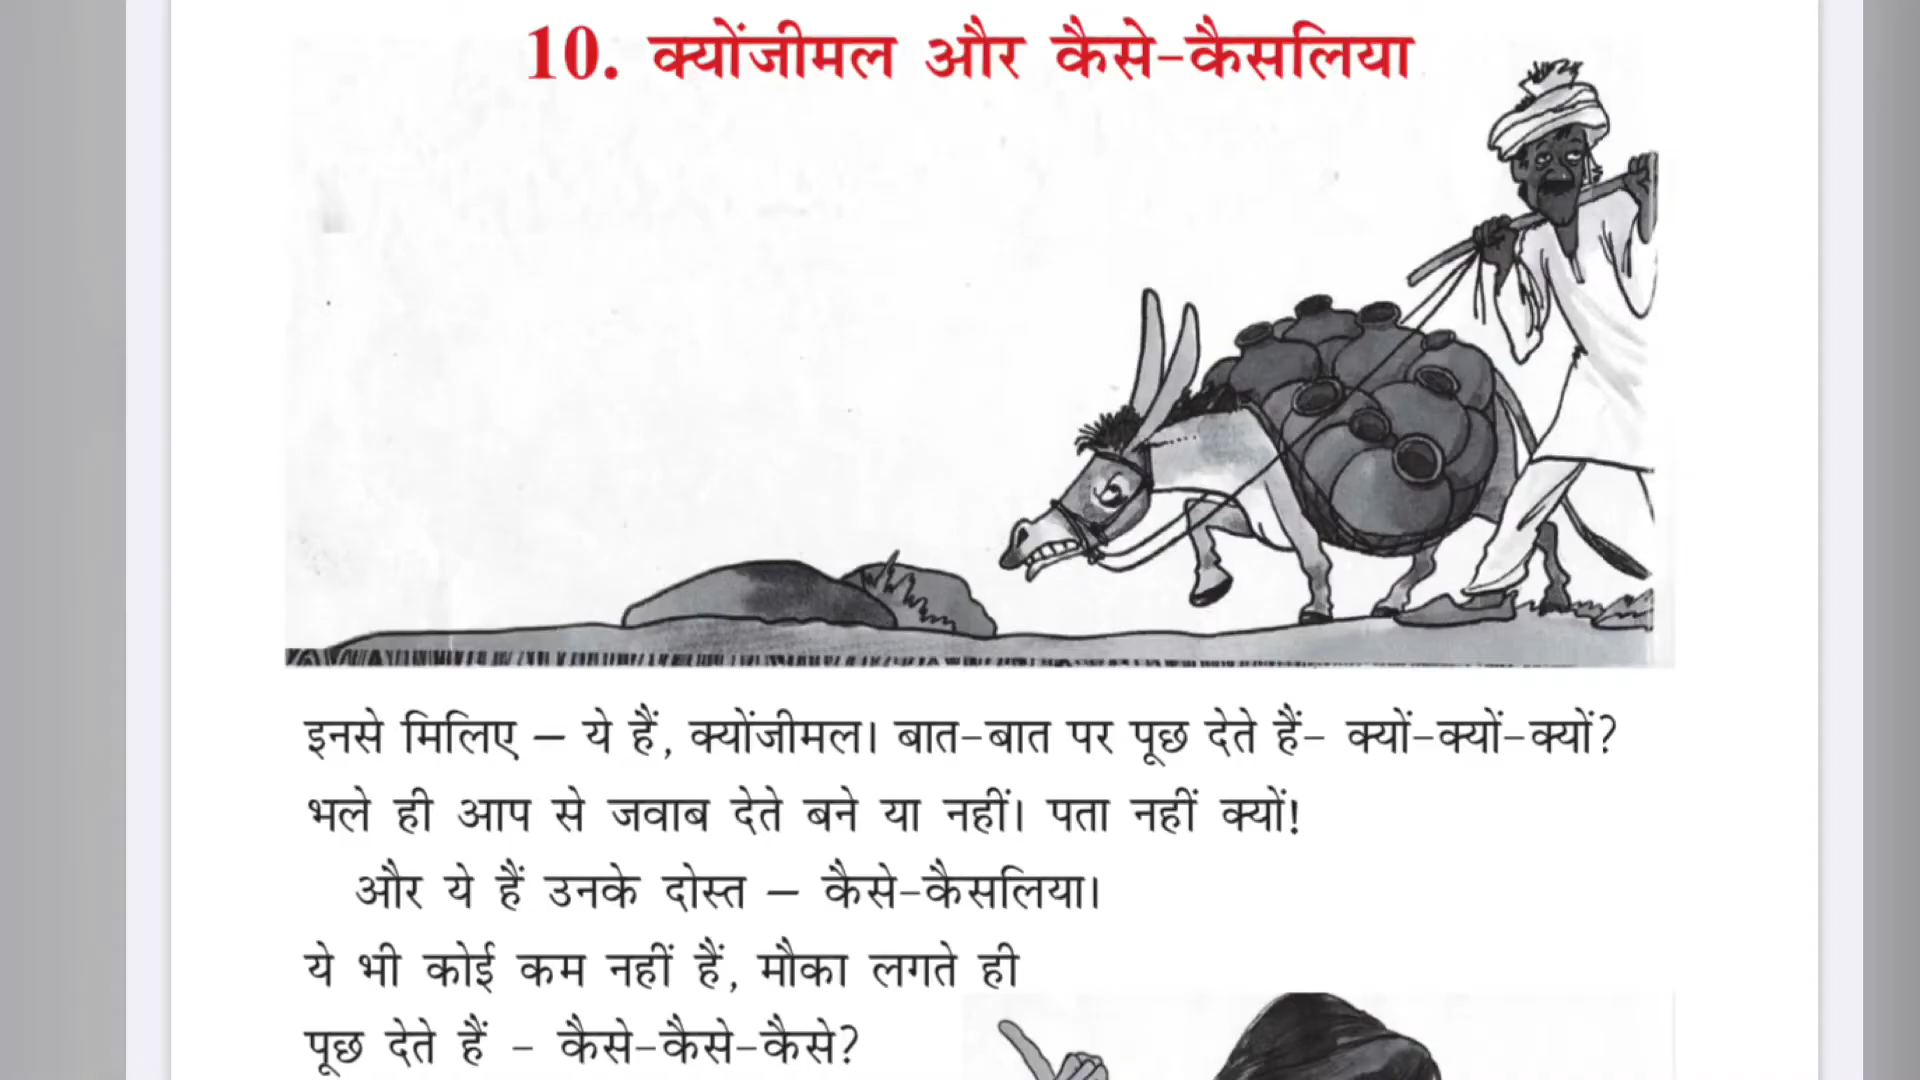 10. क्योंजीमल और कैसे-कैसलिया
इनसे मिलिए – ये हैं, क्योंजीमल। बात-बात पर पूछ देते हैं- क्यों-क्यों-क्यों?
भले ही आप से जवाब देते बने या नहीं। पता नहीं क्यों!
और ये हैं उनके दोस्त – कैसे-कैसलिया।
ये भी कोई कम नहीं हैं, मौका लगते ही
पूछ देते हैं - कैसे-कैसे-कैसे?